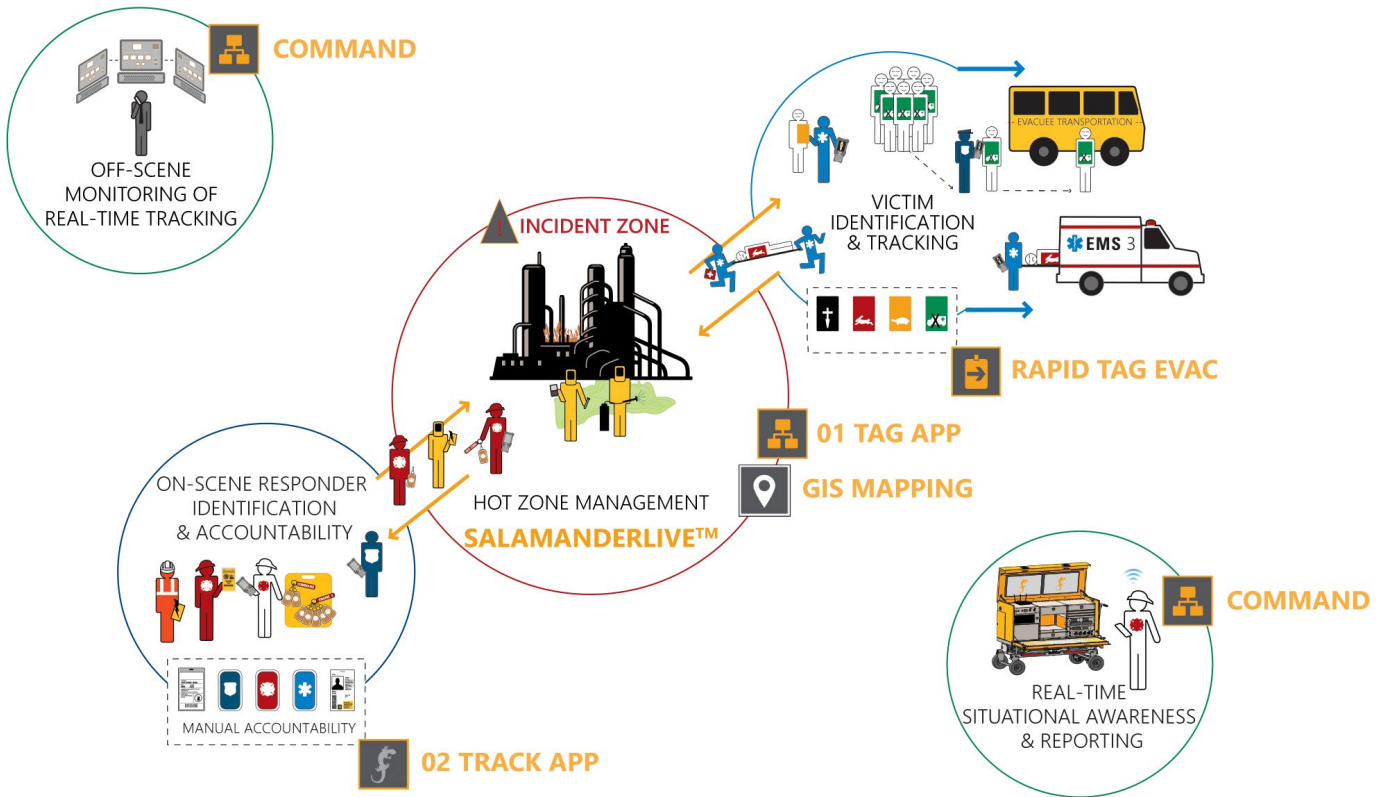 COMMAND
OFF-SCENE
MONITORING OF
REAL-TIME TRACKING
EVACUEE TRANSPORTATION
VICTIM
IDENTIFICATION
& TRACKING
EMS 3
RAPID TAG EVAC
! INCIDENT ZONE
HOT ZONE MANAGEMENT
SALAMANDERLIVE™
01 TAG APP
GIS MAPPING
ON-SCENE RESPONDER
IDENTIFICATION
& ACCOUNTABILITY
MANUAL ACCOUNTABILITY
02 TRACK APP
COMMAND
REAL-TIME
SITUATIONAL AWARENESS
& REPORTING